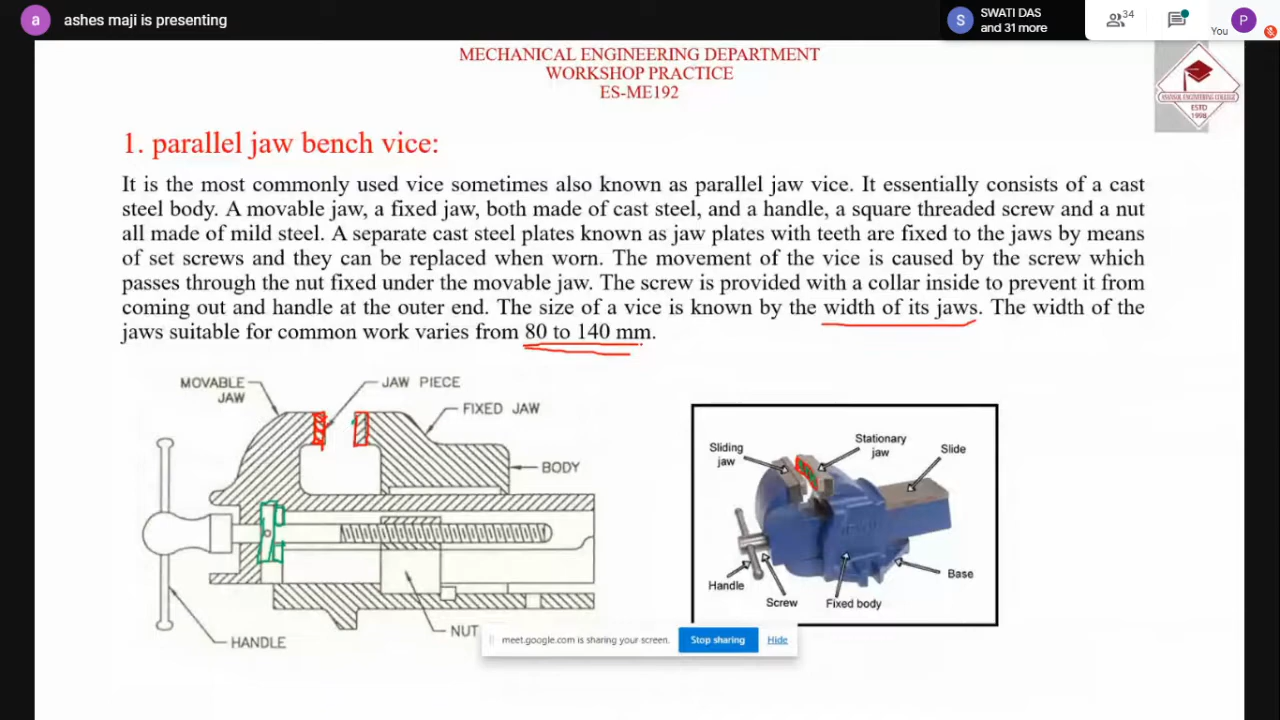 a
ashes maji is presenting
S
SWATI DAS
and 31 more
34
You
P
MECHANICAL ENGINEERING DEPARTMENT
WORKSHOP PRACTICE
ES-ME192
ASANSOL ENGINEERING COLLEGE
ESTD
1998
1. parallel jaw bench vice:
It is the most commonly used vice sometimes also known as parallel jaw vice. It essentially consists of a cast
steel body. A movable jaw, a fixed jaw, both made of cast steel, and a handle, a square threaded screw and a nut
all made of mild steel. A separate cast steel plates known as jaw plates with teeth are fixed to the jaws by means
of set screws and they can be replaced when worn. The movement of the vice is caused by the screw which
passes through the nut fixed under the movable jaw. The screw is provided with a collar inside to prevent it from
coming out and handle at the outer end. The size of a vice is known by the width of its jaws. The width of the
jaws suitable for common work varies from 80 to 140 mm.
MOVABLE
JAW
JAW PIECE
FIXED JAW
BODY
NUT
HANDLE
Sliding
jaw
Stationary
jaw
Slide
Handle
Screw
Fixed body
Base
meet.google.com is sharing your screen.
Stop sharing
Hide